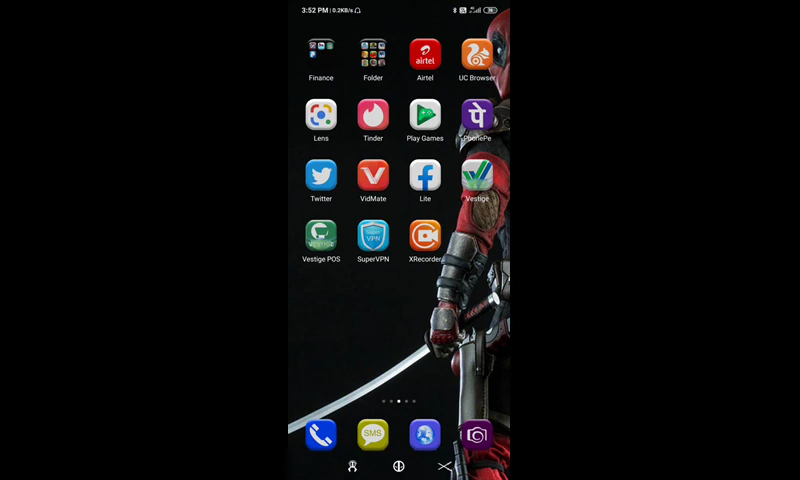 3:52 PM | 0.2KB/s
Finance
Folder
airtel
Airtel
UC Browser
Lens
Tinder
Play Games
पे
PhonePe
Twitter
VidMate
Lite
Vestige
VESTIGE
Vestige POS
VPN
SuperVPN
XRecorder
SMS